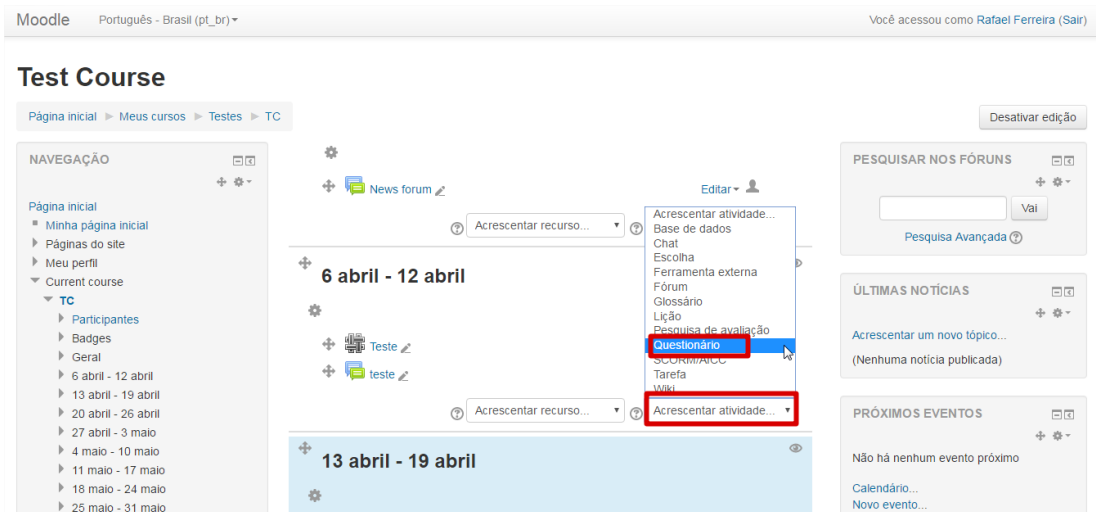 Moodle Português - Brasil (pt_br)
Você acessou como Rafael Ferreira (Sair)
Test Course
Página inicial Meus cursos Testes TC
Desativar edição
NAVEGAÇÃO
Página inicial
Minha página inicial
Páginas do site
Meu perfil
Current course
TC
Participantes
Badges
Geral
6 abril - 12 abril
13 abril - 19 abril
20 abril - 26 abril
27 abril - 3 maio
4 maio - 10 maio
11 maio - 17 maio
18 maio - 24 maio
25 maio - 31 maio
News forum
Editar
Acrescentar recurso...
Acrescentar atividade...
Base de dados
Chat
Escolha
Ferramenta externa
Fórum
Glossário
Lição
Pesquisa de avaliação
Questionário
SCORM/AICC
Tarefa
Wiki
6 abril - 12 abril
Teste
teste
Acrescentar recurso...
Acrescentar atividade...
13 abril - 19 abril
PESQUISAR NOS FÓRUNS
Vai
Pesquisa Avançada
ÚLTIMAS NOTÍCIAS
Acrescentar um novo tópico...
(Nenhuma notícia publicada)
PRÓXIMOS EVENTOS
Não há nenhum evento próximo
Calendário...
Novo evento...